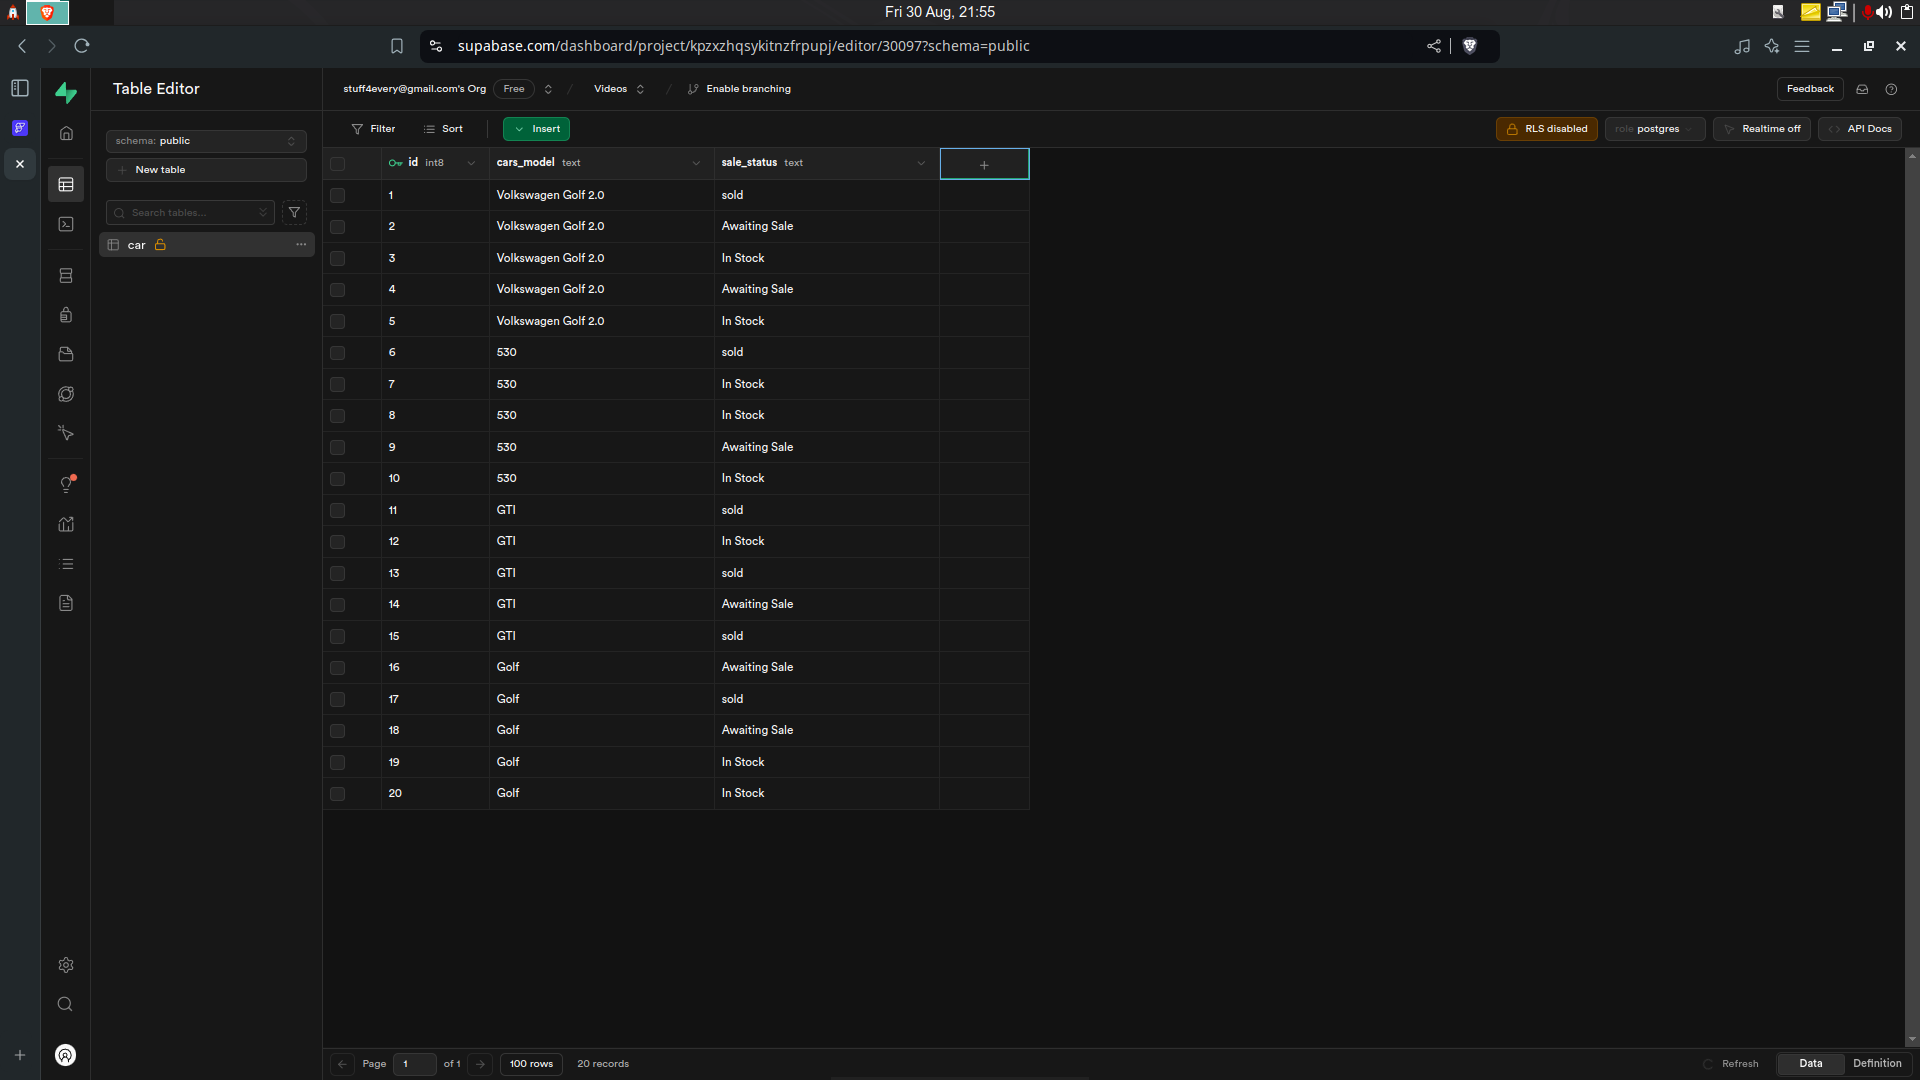 Fri 30 Aug, 21:55
supabase.com/dashboard/project/kpzxzhqsykitnzfrpupj/editor/30097?schema=public
Table Editor
stuff4every@gmail.com's Org Free / Videos / Enable branching
Feedback
schema: public
New table
Search tables...
car
Filter Sort Insert
RLS disabled role postgres Realtime off API Docs
id int8 cars_model text sale_status text +
1 Volkswagen Golf 2.0 sold
2 Volkswagen Golf 2.0 Awaiting Sale
3 Volkswagen Golf 2.0 In Stock
4 Volkswagen Golf 2.0 Awaiting Sale
5 Volkswagen Golf 2.0 In Stock
6 530 sold
7 530 In Stock
8 530 In Stock
9 530 Awaiting Sale
10 530 In Stock
11 GTI sold
12 GTI In Stock
13 GTI sold
14 GTI Awaiting Sale
15 GTI sold
16 Golf Awaiting Sale
17 Golf sold
18 Golf Awaiting Sale
19 Golf In Stock
20 Golf In Stock
Page 1 of 1 100 rows 20 records
Refresh Data Definition